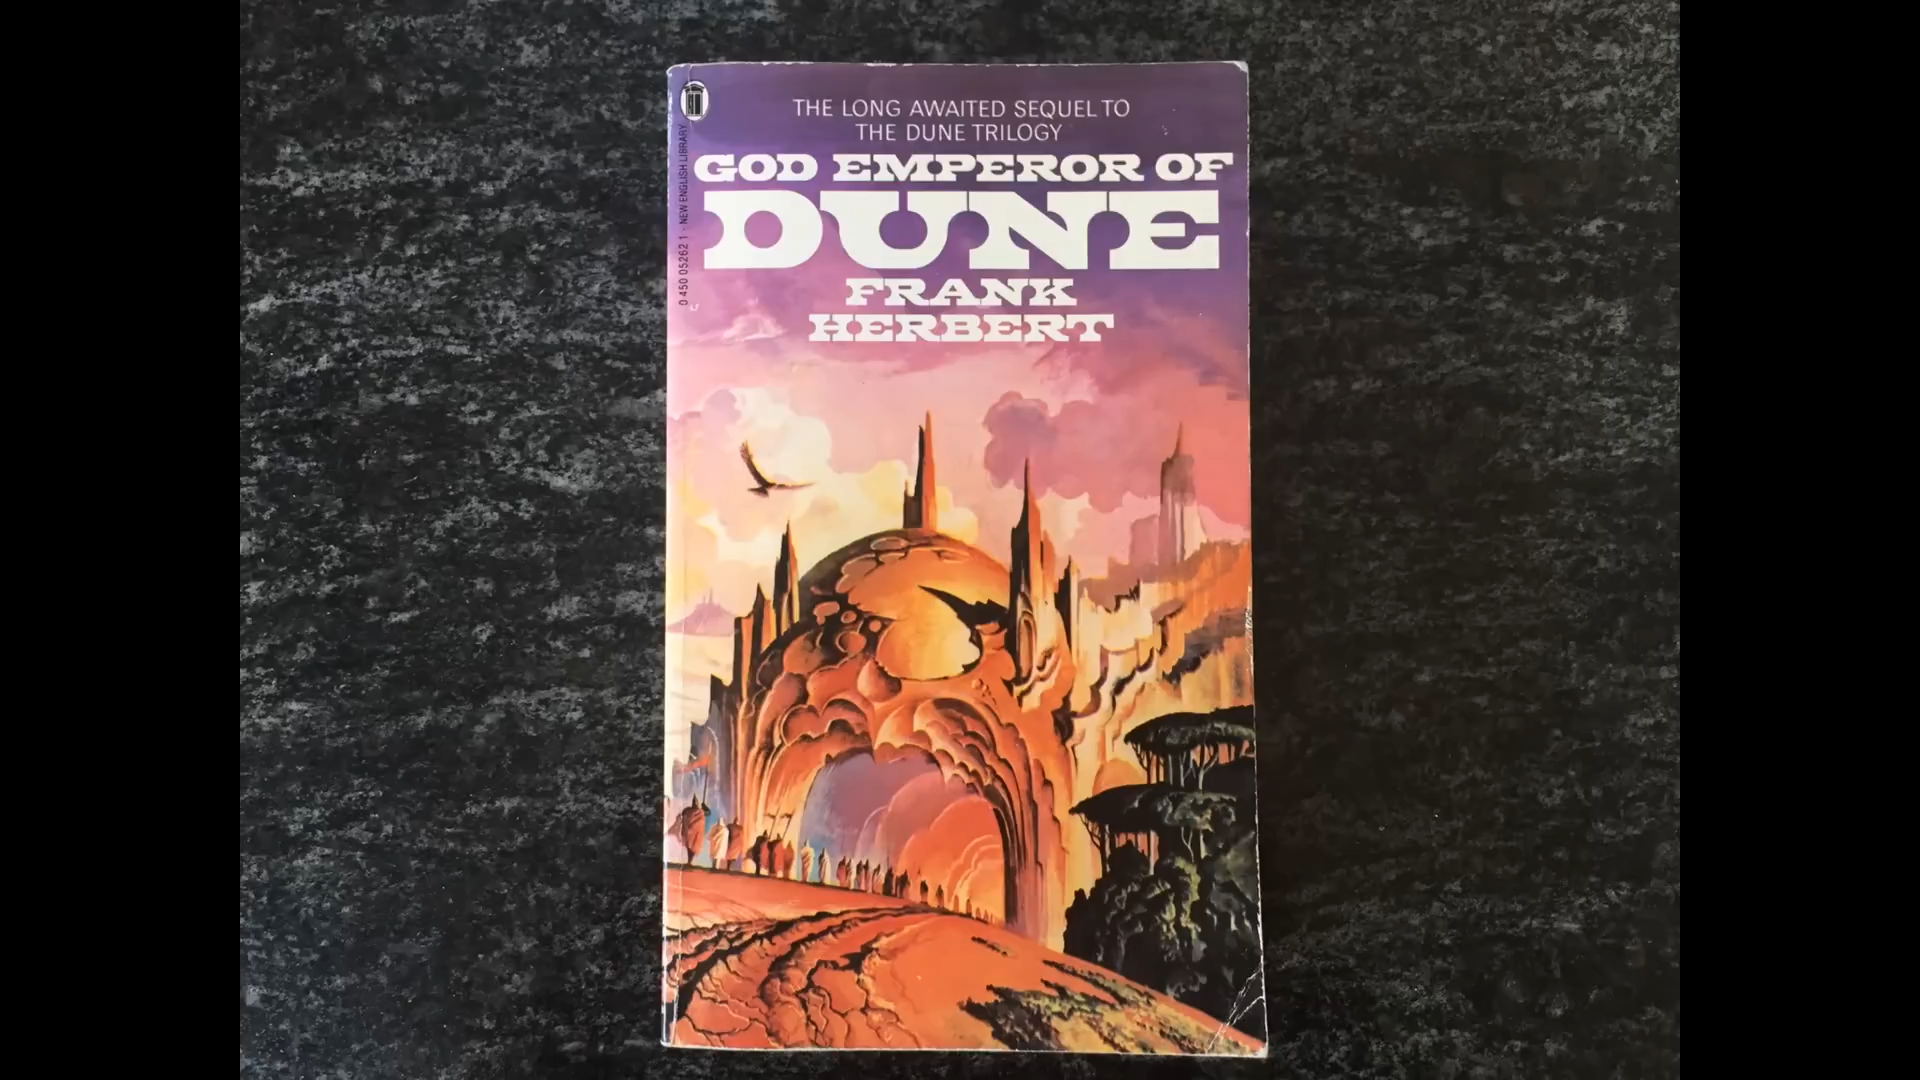 THE LONG AWAITED SEQUEL TO
THE DUNE TRILOGY
GOD EMPEROR OF
DUNE
FRANK
HERBERT
0 450 05262 1 · NEW ENGLISH LIBRARY